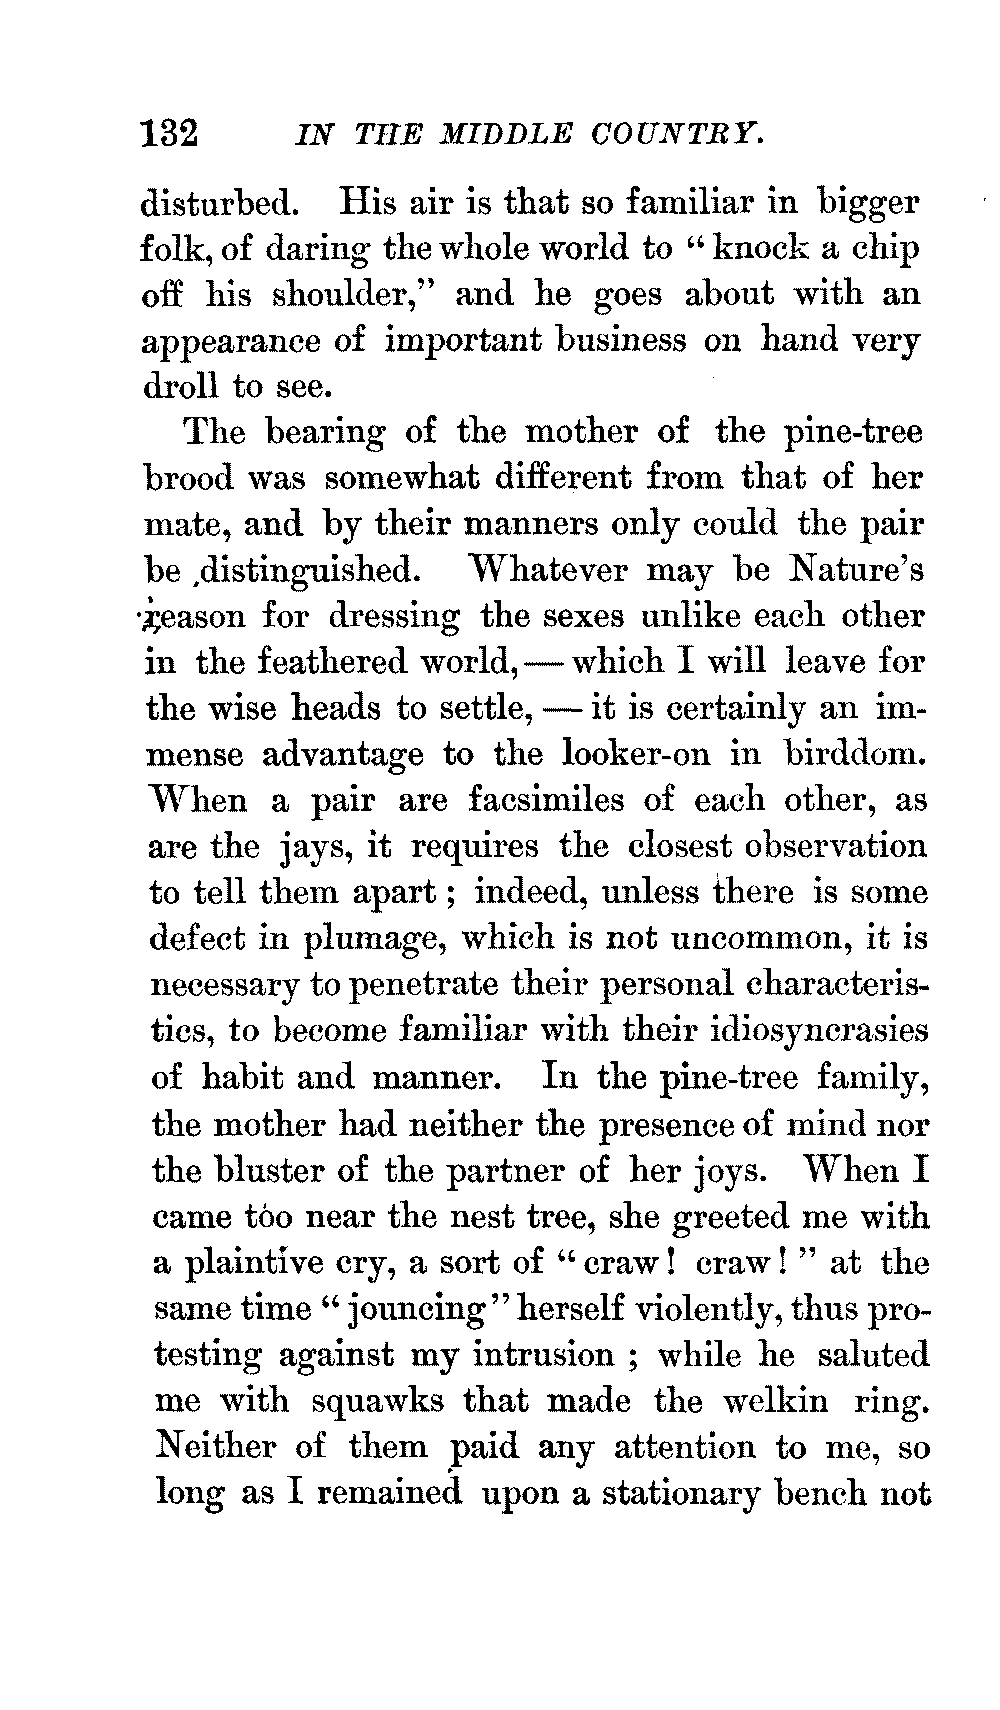 132 IN THE MIDDLE COUNTRY.
disturbed. His air is that so familiar in bigger
folk, of daring the whole world to “ knock a chip
off his shoulder,” and he goes about with an
appearance of important business on hand very
droll to see.
The bearing of the mother of the pine-tree
brood was somewhat different from that of her
mate, and by their manners only could the pair
be distinguished. Whatever may be Nature’s
reason for dressing the sexes unlike each other
in the feathered world, — which I will leave for
the wise heads to settle, — it is certainly an im-
mense advantage to the looker-on in birddom.
When a pair are facsimiles of each other, as
are the jays, it requires the closest observation
to tell them apart ; indeed, unless there is some
defect in plumage, which is not uncommon, it is
necessary to penetrate their personal characteris-
tics, to become familiar with their idiosyncrasies
of habit and manner. In the pine-tree family,
the mother had neither the presence of mind nor
the bluster of the partner of her joys. When I
came too near the nest tree, she greeted me with
a plaintive cry, a sort of “ craw ! craw ! ” at the
same time “ jouncing ” herself violently, thus pro-
testing against my intrusion ; while he saluted
me with squawks that made the welkin ring.
Neither of them paid any attention to me, so
long as I remained upon a stationary bench not